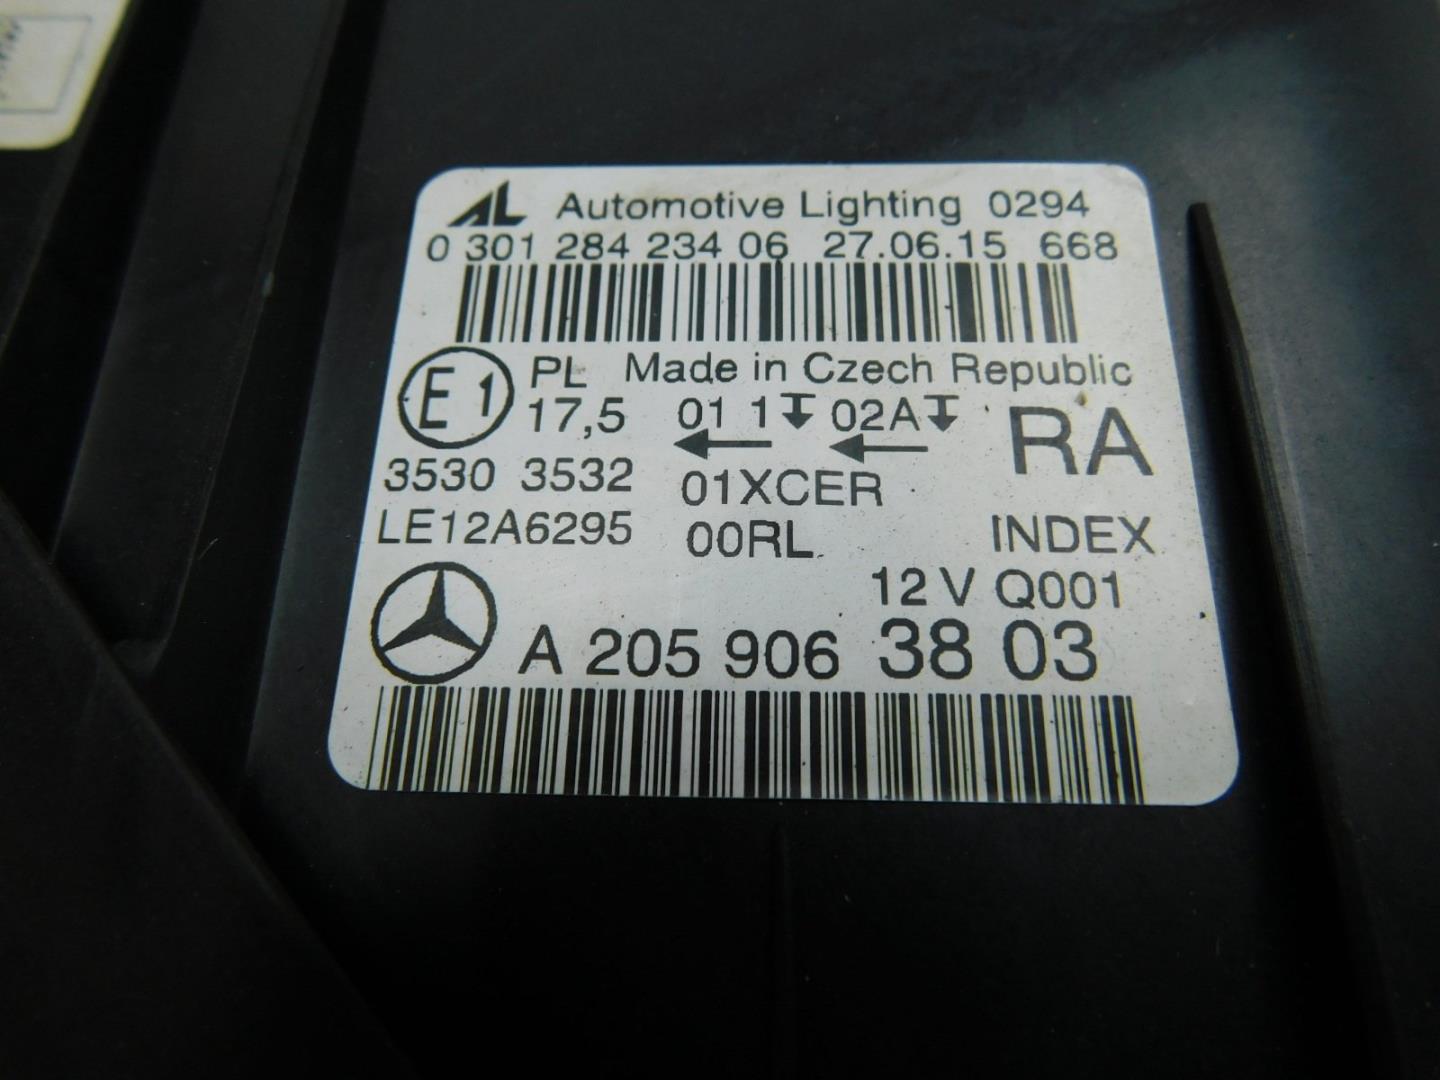 AL Automotive Lighting 0294
0 301 284 234 06 27.06.15 668
E1 PL Made in Czech Republic
17,5 01 1 02A RA
3530 3532 01XCER
LE12A6295 00RL INDEX
12 V Q001
A 205 906 38 03